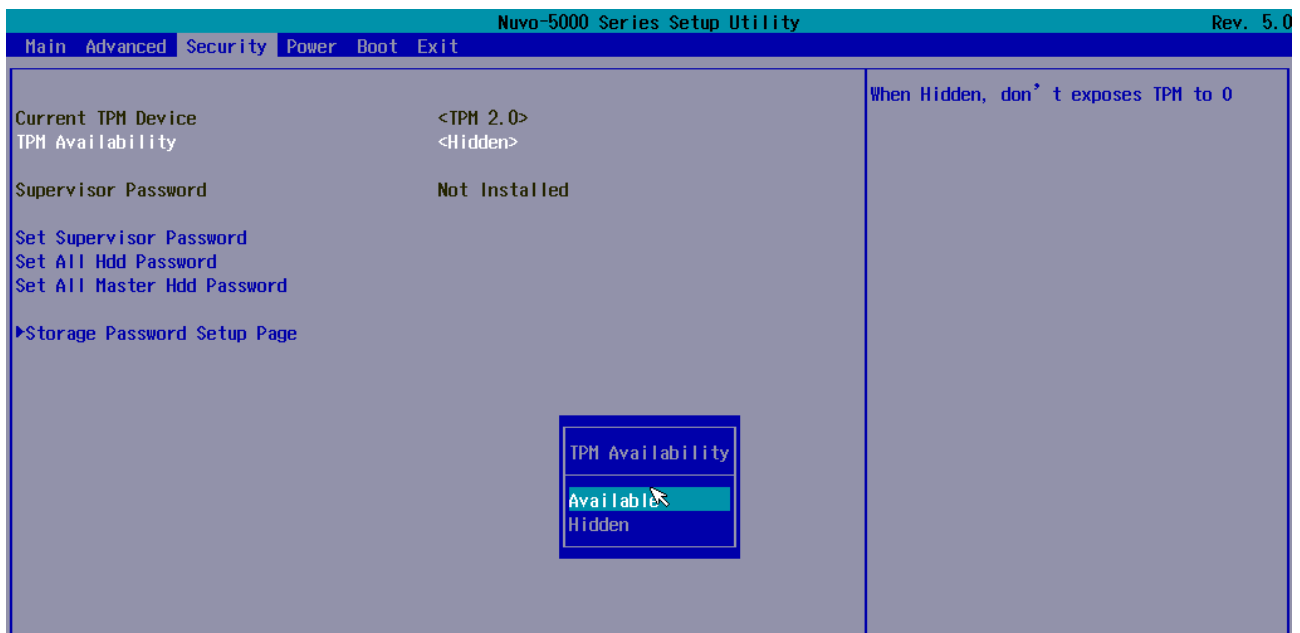 Nuvo-5000 Series Setup Utility Rev. 5.0
Main Advanced Security Power Boot Exit
When Hidden, don't exposes TPM to 0
Current TPM Device <TPM 2.0>
TPM Availability <Hidden>
Supervisor Password Not Installed
Set Supervisor Password
Set All Hdd Password
Set All Master Hdd Password
Storage Password Setup Page
TPM Availability
Available
Hidden